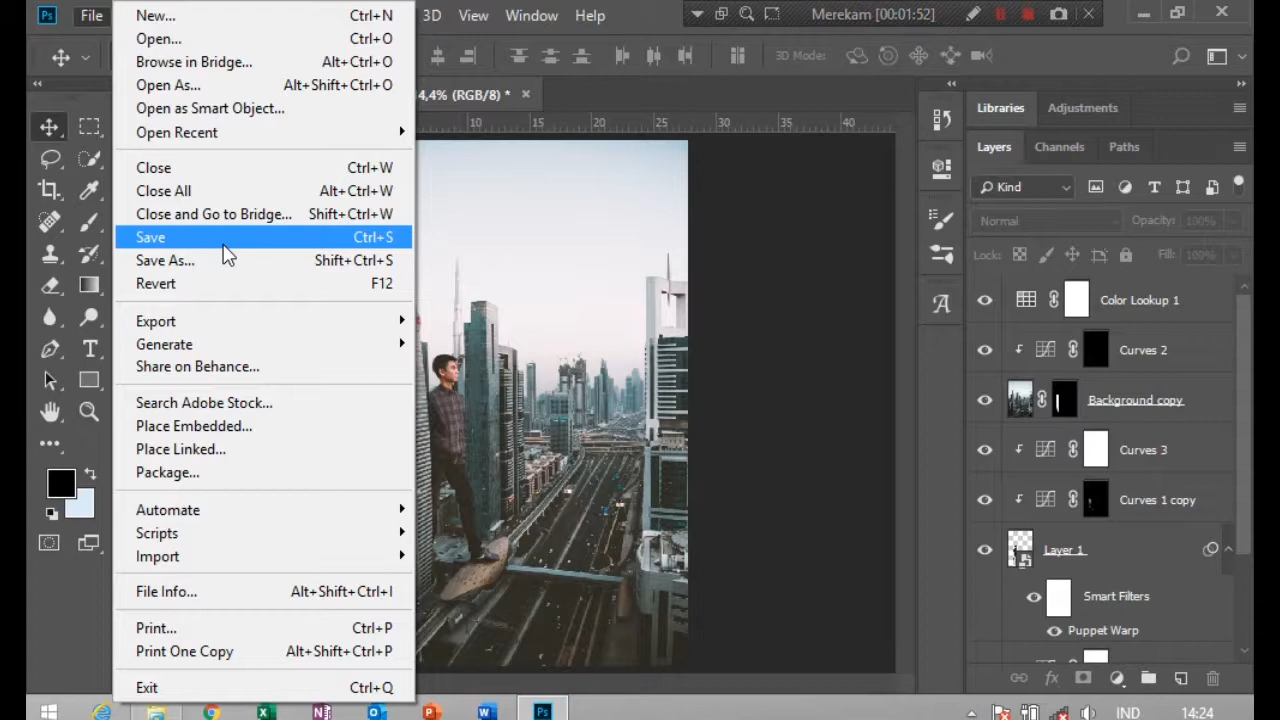 Ps File 3D View Window Help Merekam [00:01:52]
New... Ctrl+N
Open... Ctrl+O
Browse in Bridge... Alt+Ctrl+O
Open As... Alt+Shift+Ctrl+O
Open as Smart Object...
Open Recent
Close Ctrl+W
Close All Alt+Ctrl+W
Close and Go to Bridge... Shift+Ctrl+W
Save Ctrl+S
Save As... Shift+Ctrl+S
Revert F12
Export
Generate
Share on Behance...
Search Adobe Stock...
Place Embedded...
Place Linked...
Package...
Automate
Scripts
Import
File Info... Alt+Shift+Ctrl+I
Print... Ctrl+P
Print One Copy Alt+Shift+Ctrl+P
Exit Ctrl+Q
3D Mode:
4,4% (RGB/8) *
10 15 20 25 30 35 40
Libraries Adjustments
Layers Channels Paths
Kind
Normal Opacity: 100%
Lock: Fill: 100%
Color Lookup 1
Curves 2
Background copy
Curves 3
Curves 1 copy
Layer 1
Smart Filters
Puppet Warp
IND 14:24